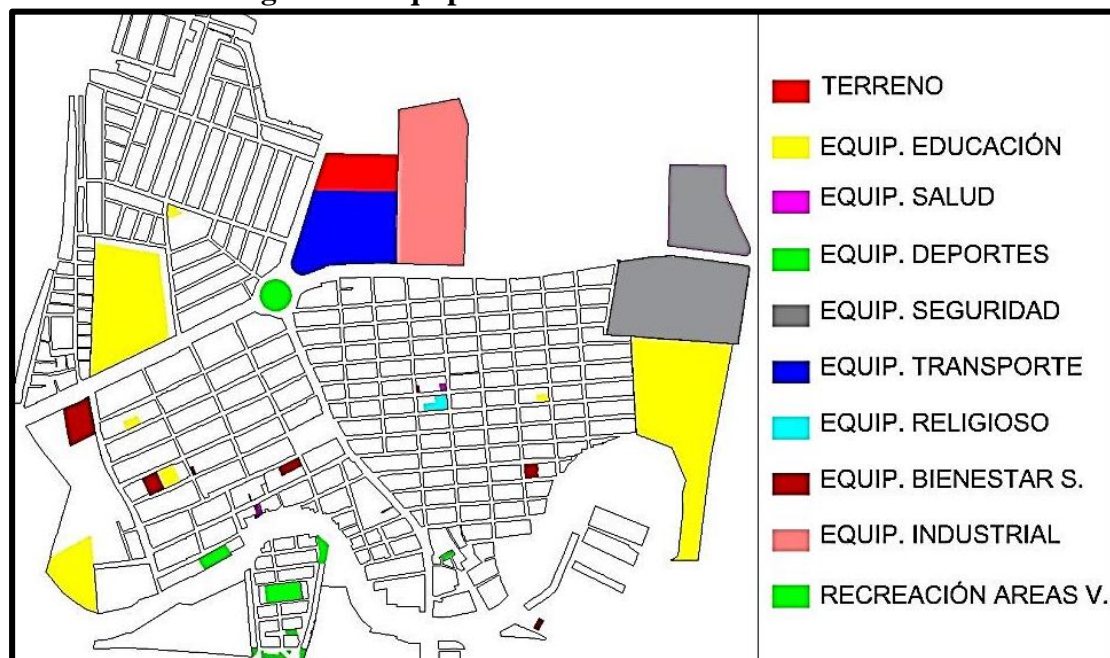 TERRENO
EQUIP. EDUCACIÓN
EQUIP. SALUD
EQUIP. DEPORTES
EQUIP. SEGURIDAD
EQUIP. TRANSPORTE
EQUIP. RELIGIOSO
EQUIP. BIENESTAR S.
EQUIP. INDUSTRIAL
RECREACIÓN AREAS V.